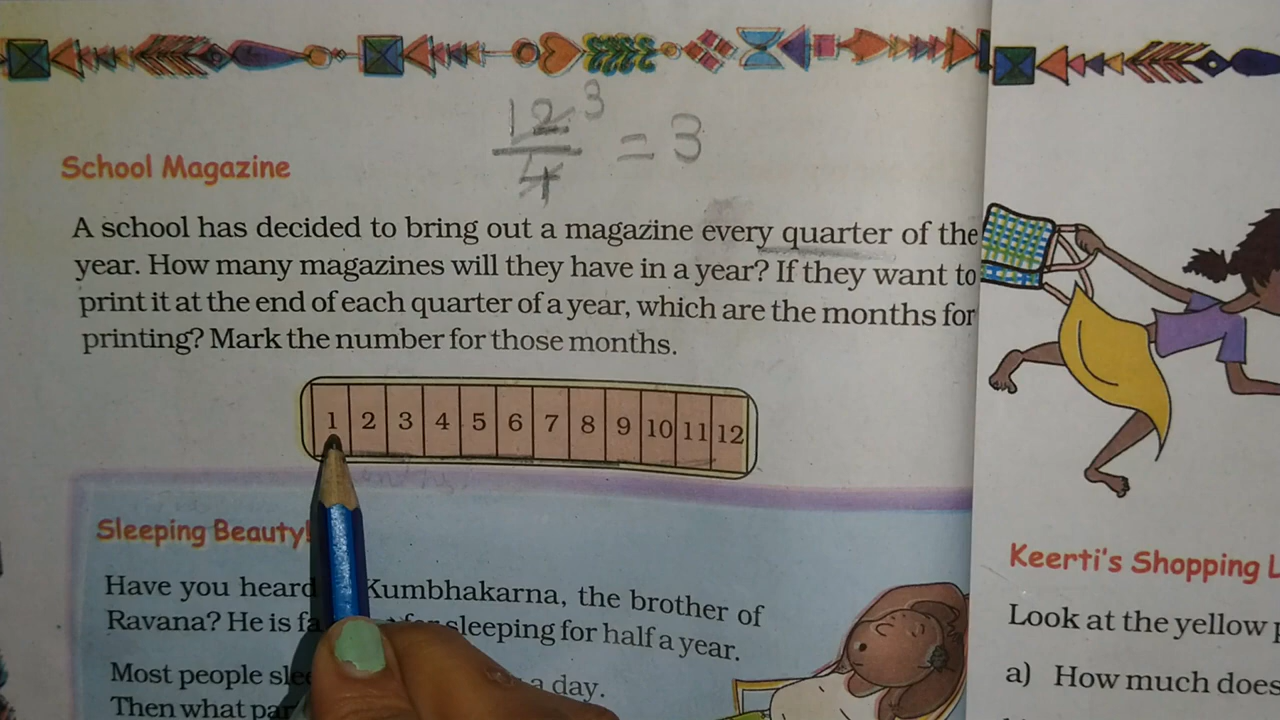 12 3
— = 3
4
School Magazine
A school has decided to bring out a magazine every quarter of the
year. How many magazines will they have in a year? If they want to
print it at the end of each quarter of a year, which are the months for
printing? Mark the number for those months.
1 2 3 4 5 6 7 8 9 10 11 12
Sleeping Beauty!
Have you heard Kumbhakarna, the brother of
Ravana? He is sleeping for half a year.
Most people a day.
Then what
Keerti's Shopping L
Look at the yellow
a) How much does